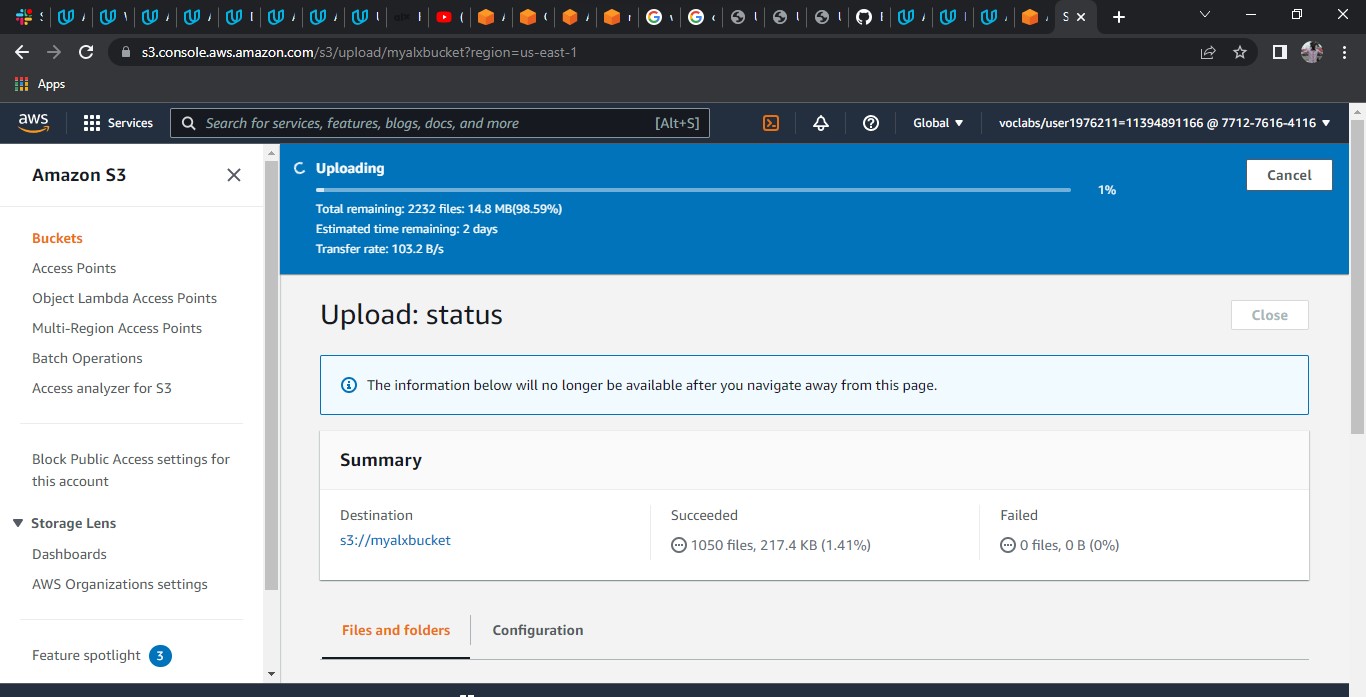 s3.console.aws.amazon.com/s3/upload/myalxbucket?region=us-east-1
Apps
aws
Services
Search for services, features, blogs, docs, and more
[Alt+S]
Global
voclabs/user1976211=11394891166 @ 7712-7616-4116
Amazon S3
Buckets
Access Points
Object Lambda Access Points
Multi-Region Access Points
Batch Operations
Access analyzer for S3
Block Public Access settings for
this account
Storage Lens
Dashboards
AWS Organizations settings
Feature spotlight 3
Uploading
1%
Cancel
Total remaining: 2232 files: 14.8 MB(98.59%)
Estimated time remaining: 2 days
Transfer rate: 103.2 B/s
Upload: status
Close
The information below will no longer be available after you navigate away from this page.
Summary
Destination
s3://myalxbucket
Succeeded
1050 files, 217.4 KB (1.41%)
Failed
0 files, 0 B (0%)
Files and folders
Configuration